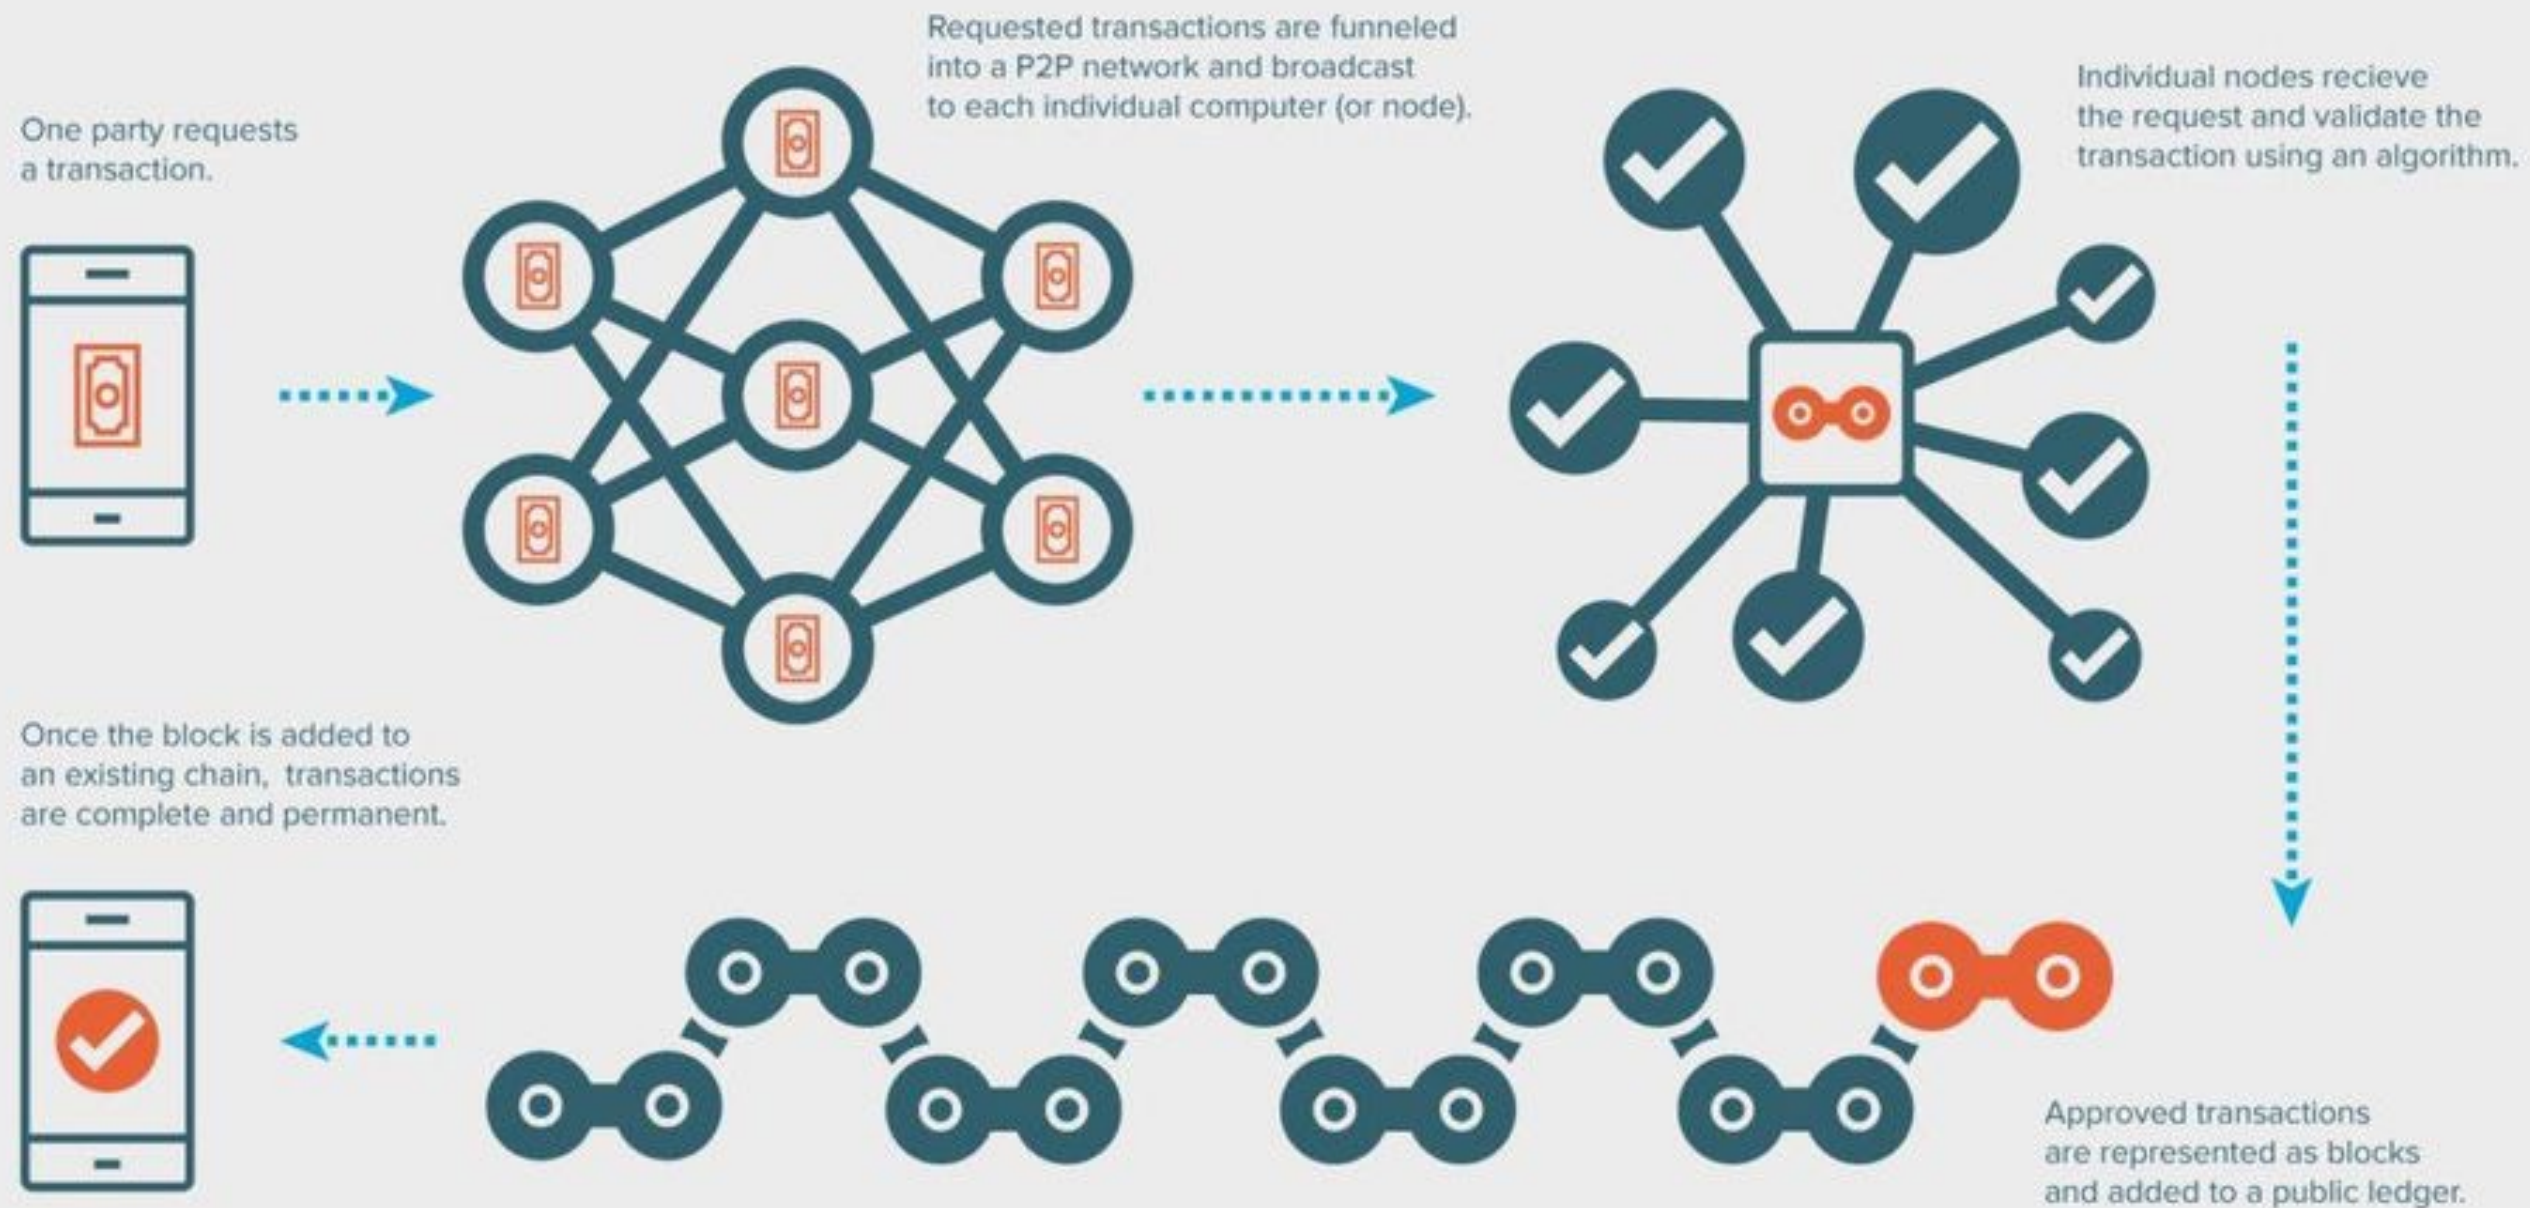 One party requests
a transaction.
Requested transactions are funneled
into a P2P network and broadcast
to each individual computer (or node).
Individual nodes recieve
the request and validate the
transaction using an algorithm.
Approved transactions
are represented as blocks
and added to a public ledger.
Once the block is added to
an existing chain, transactions
are complete and permanent.